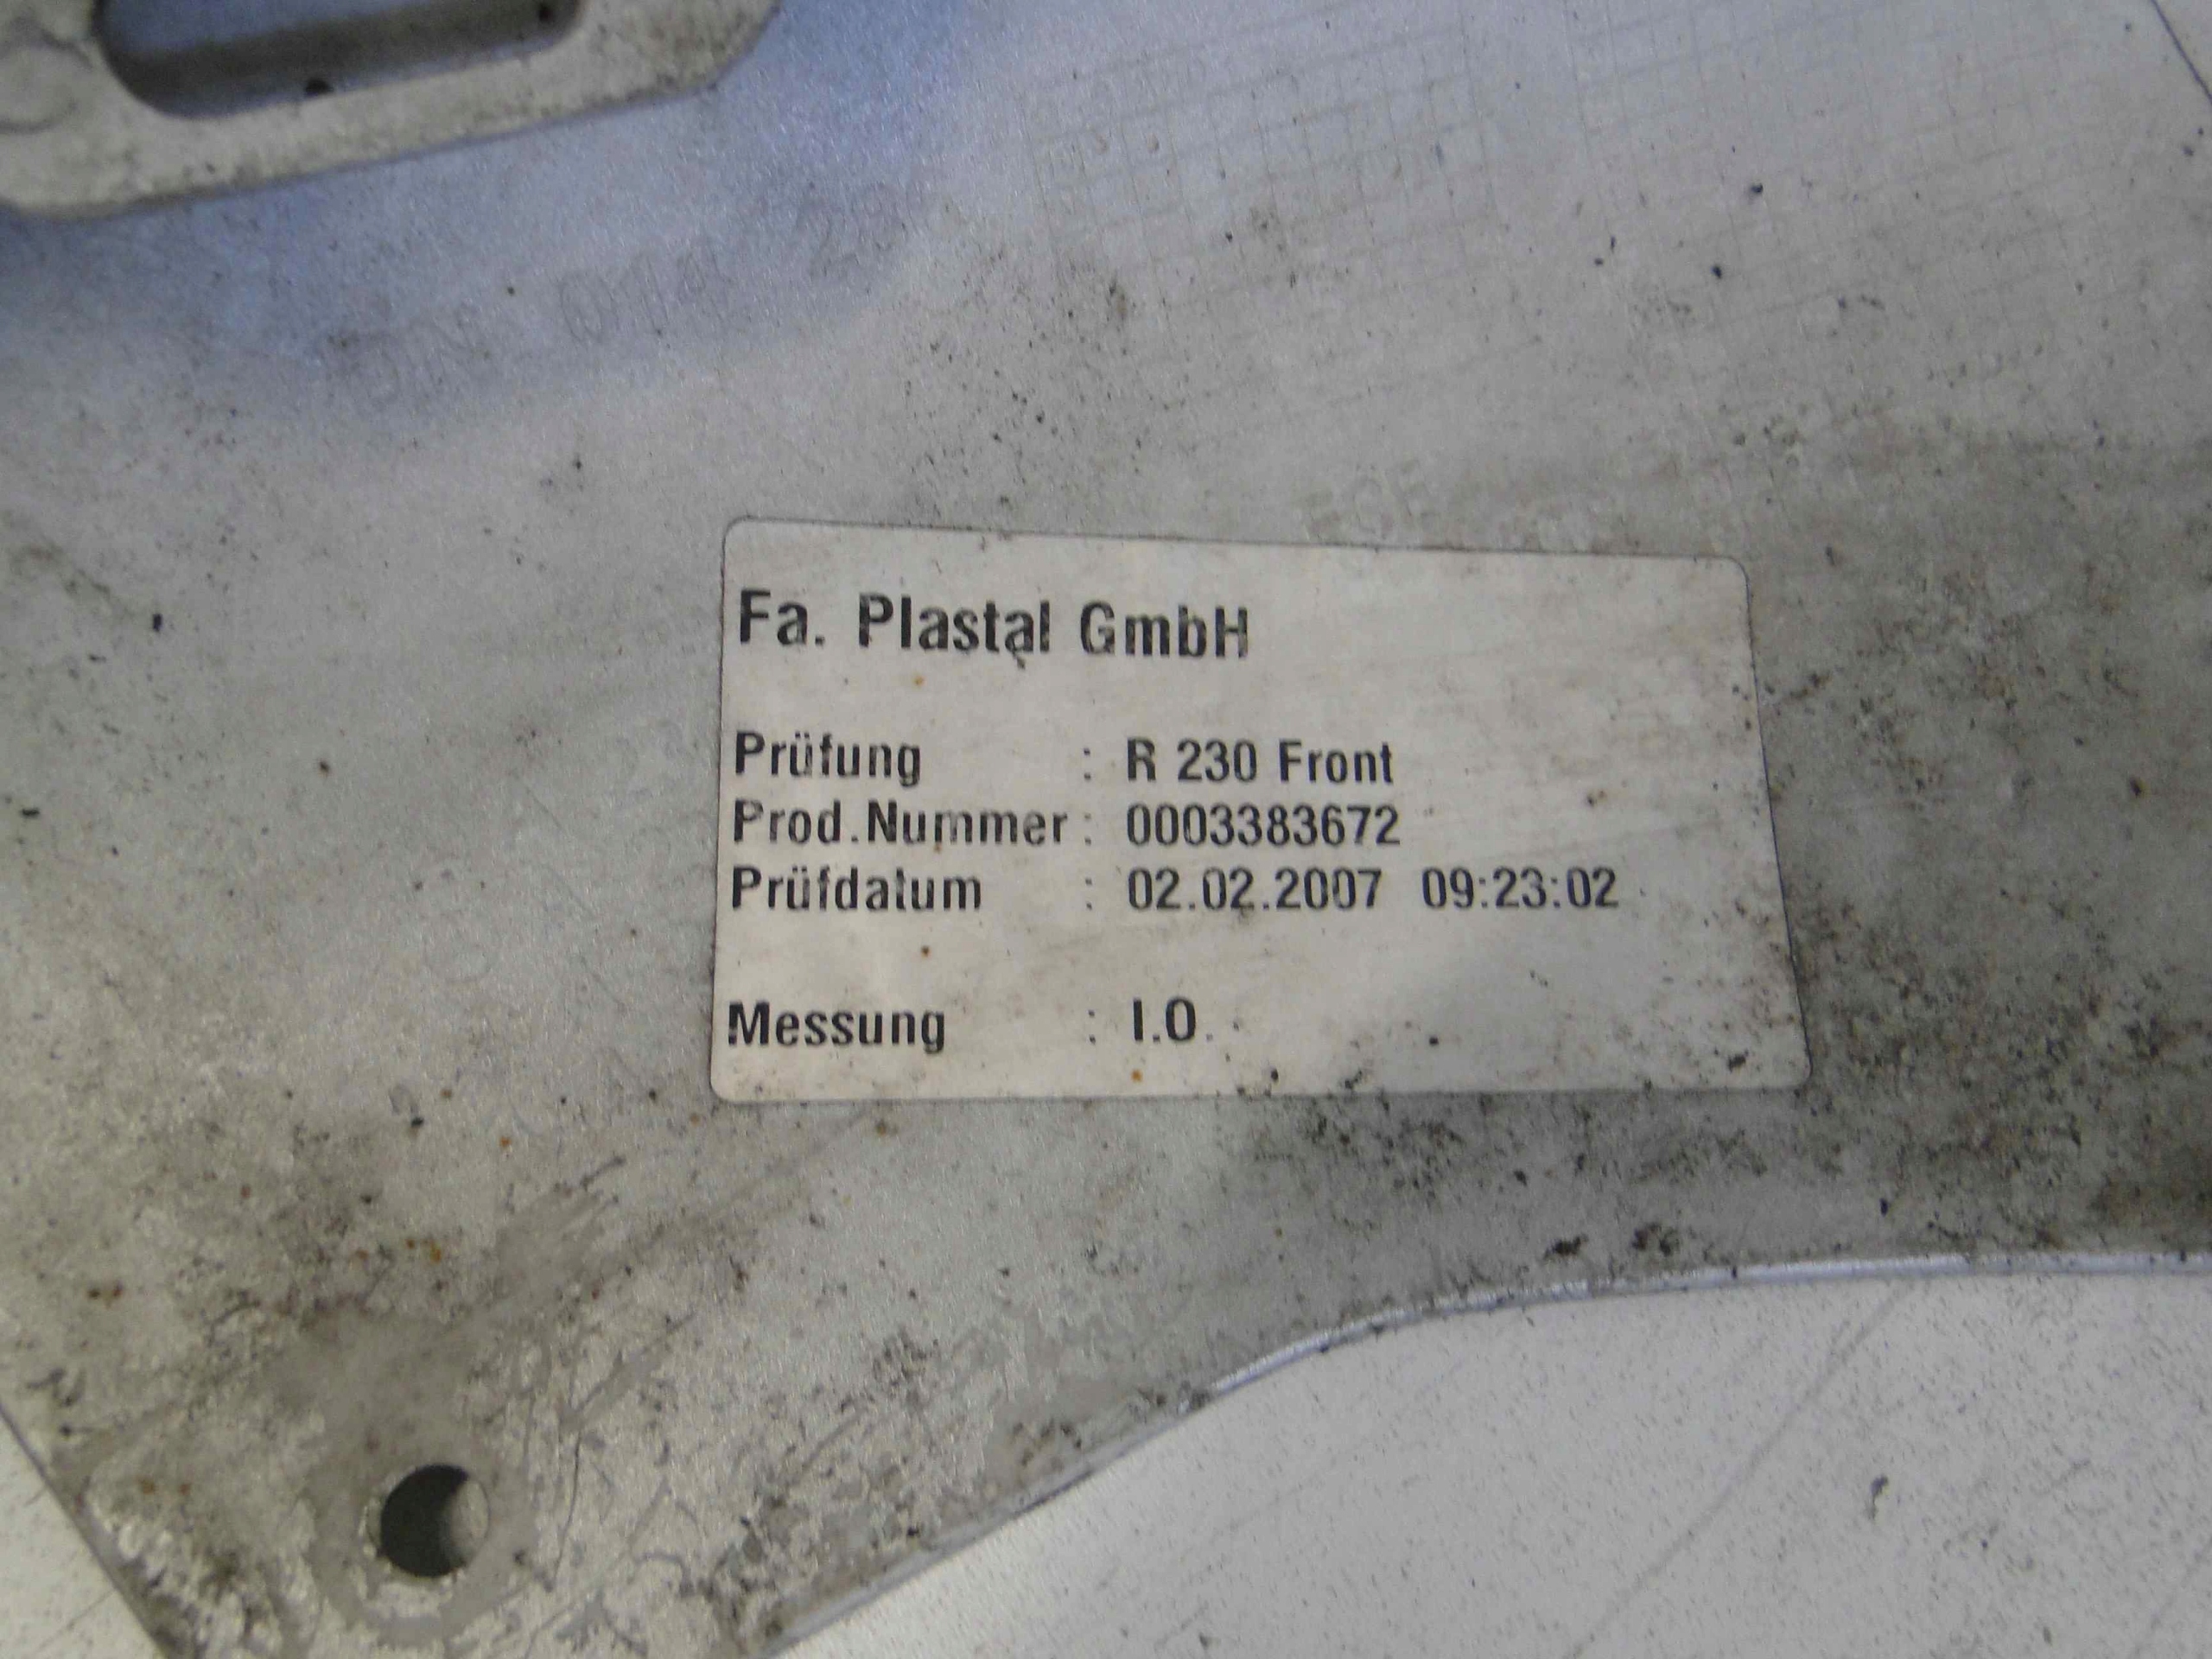 Fa. Plastal GmbH
Prüfung : R 230 Front
Prod.Nummer : 0003383672
Prüfdatum : 02.02.2007 09:23:02
Messung : I.O.